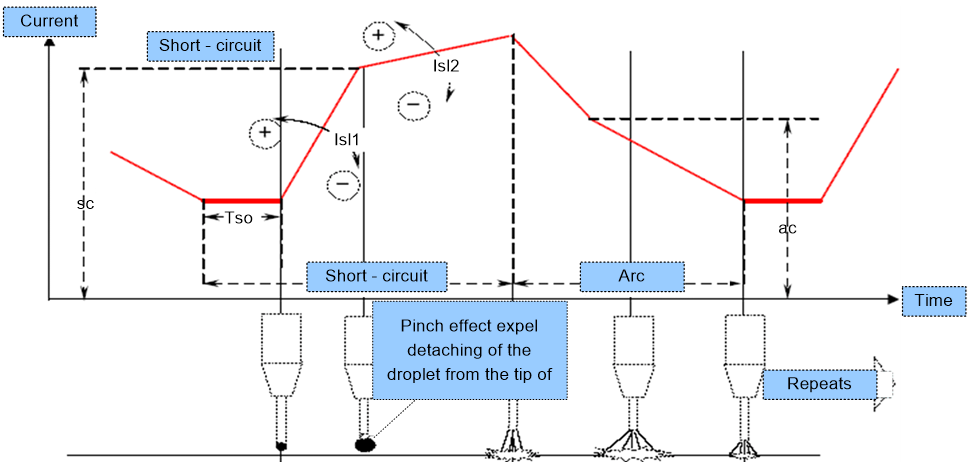 Current
Short - circuit
+
Isl2
−
+
Isl1
−
sc
Tso
ac
Short - circuit
Arc
Time
Pinch effect expel
detaching of the
droplet from the tip of
Repeats